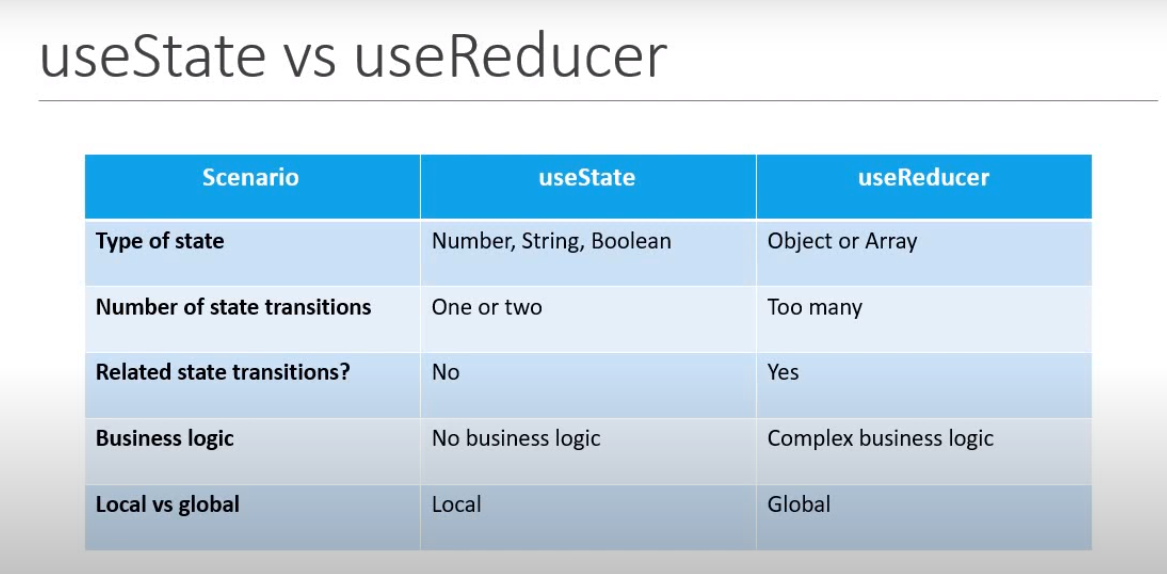 useState vs useReducer
Scenario useState useReducer
Type of state Number, String, Boolean Object or Array
Number of state transitions One or two Too many
Related state transitions? No Yes
Business logic No business logic Complex business logic
Local vs global Local Global